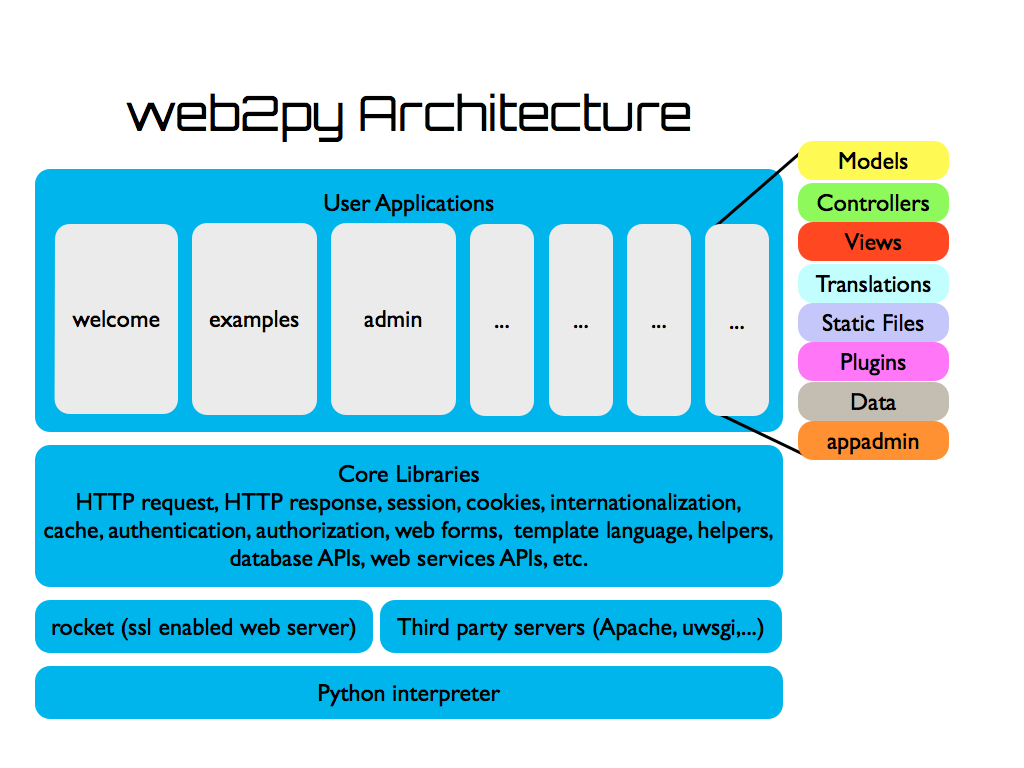 web2py Architecture
User Applications
welcome
examples
admin
...
...
...
...
Models
Controllers
Views
Translations
Static Files
Plugins
Data
appadmin
Core Libraries
HTTP request, HTTP response, session, cookies, internationalization,
cache, authentication, authorization, web forms,  template language, helpers,
database APIs, web services APIs, etc.
rocket (ssl enabled web server)
Third party servers (Apache, uwsgi,...)
Python interpreter